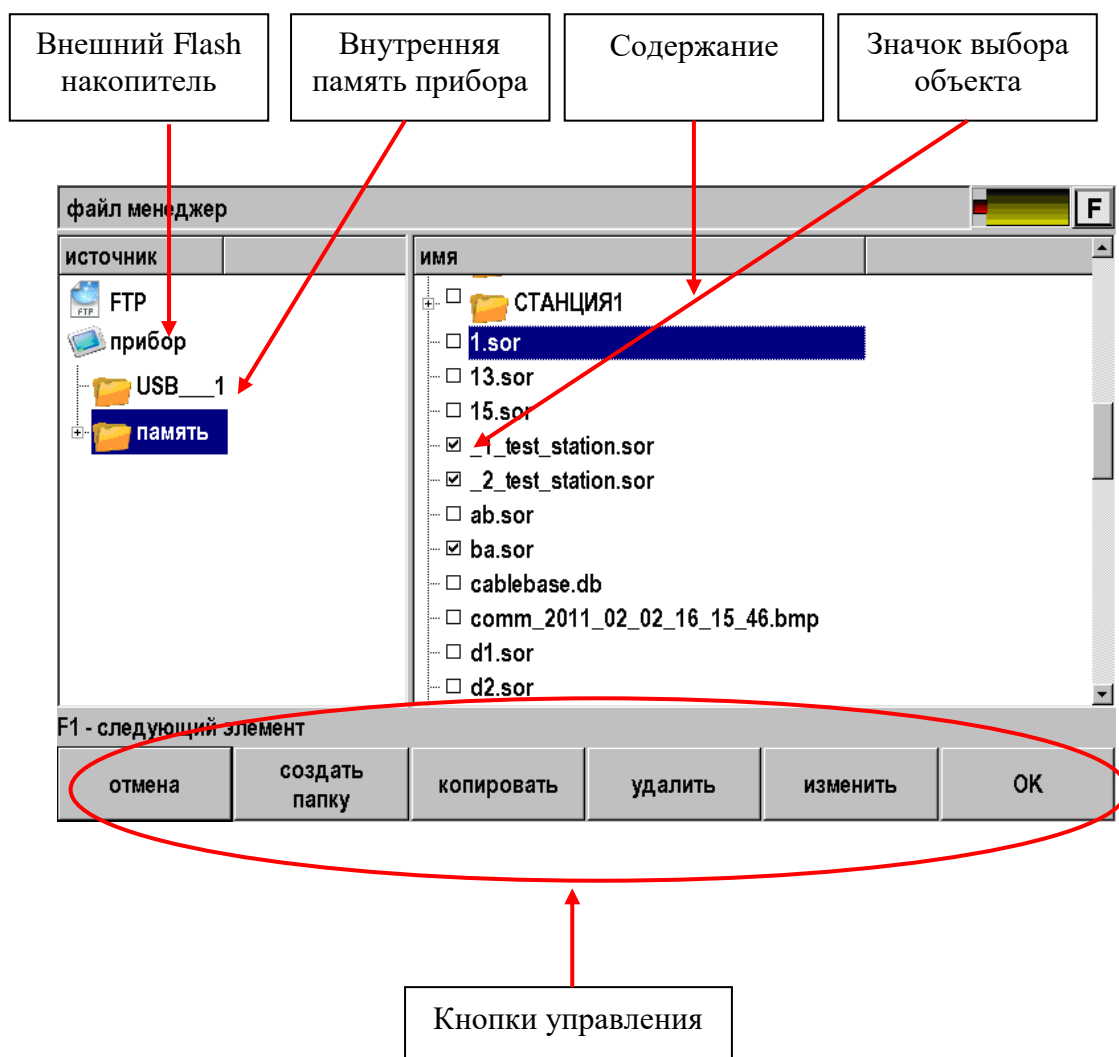 Внешний Flash
накопитель
Внутренняя
память прибора
Содержание
Значок выбора
объекта
файл менеджер
F
источник
имя
FTP
FTP
прибор
USB___1
память
СТАНЦИЯ1
1.sor
13.sor
15.sor
_1_test_station.sor
_2_test_station.sor
ab.sor
ba.sor
cablebase.db
comm_2011_02_02_16_15_46.bmp
d1.sor
d2.sor
F1 - следующий элемент
отмена
создать
папку
копировать
удалить
изменить
OK
Кнопки управления